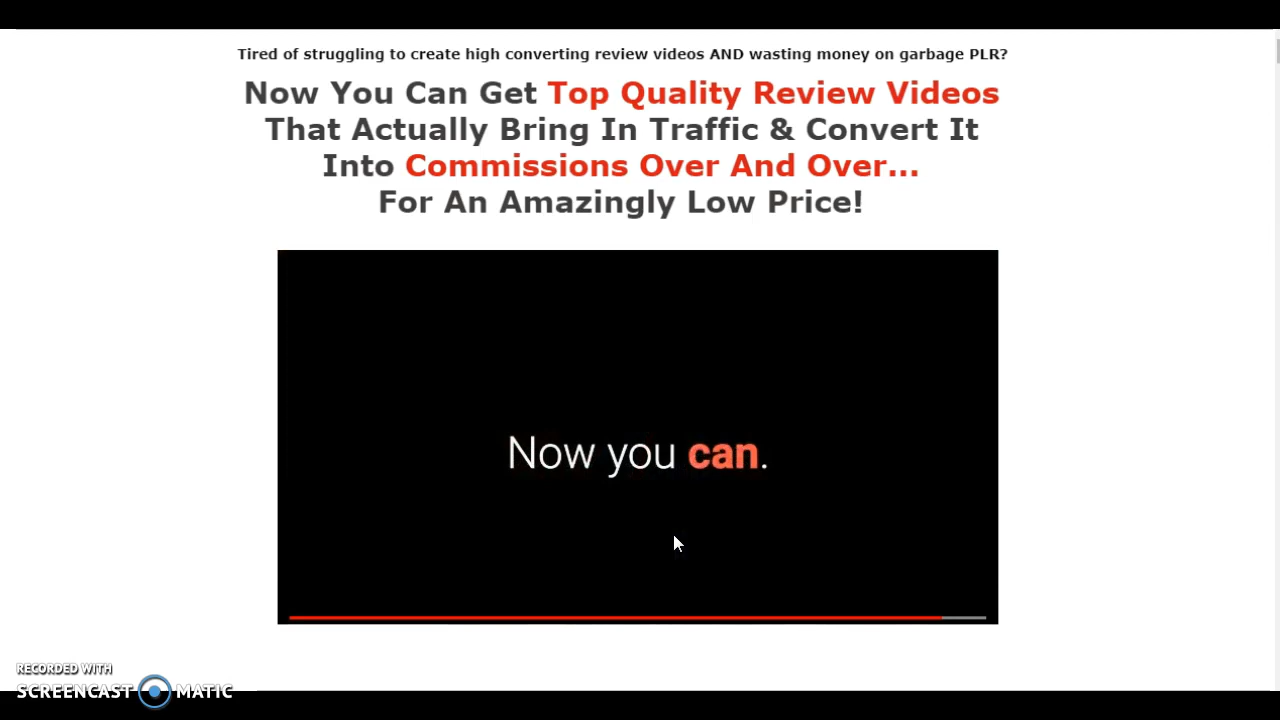 Tired of struggling to create high converting review videos AND wasting money on garbage PLR?
Now You Can Get Top Quality Review Videos
That Actually Bring In Traffic & Convert It
Into Commissions Over And Over...
For An Amazingly Low Price!
Now you can.
RECORDED WITH
SCREENCAST MATIC